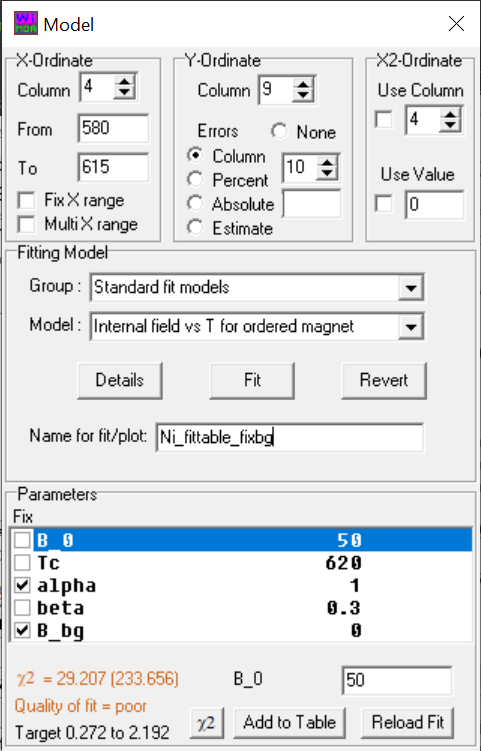 WiMDA Model
X-Ordinate
Column 4
From 580
To 615
Fix X range
Multi X range
Y-Ordinate
Column 9
Errors None
Column 10
Percent
Absolute
Estimate
X2-Ordinate
Use Column
4
Use Value
0
Fitting Model
Group : Standard fit models
Model : Internal field vs T for ordered magnet
Details Fit Revert
Name for fit/plot: Ni_fittable_fixbg
Parameters
Fix
B_0 50
Tc 620
alpha 1
beta 0.3
B_bg 0
χ2 = 29.207 (233.656) B_0 50
Quality of fit = poor
Target 0.272 to 2.192 χ2 Add to Table Reload Fit